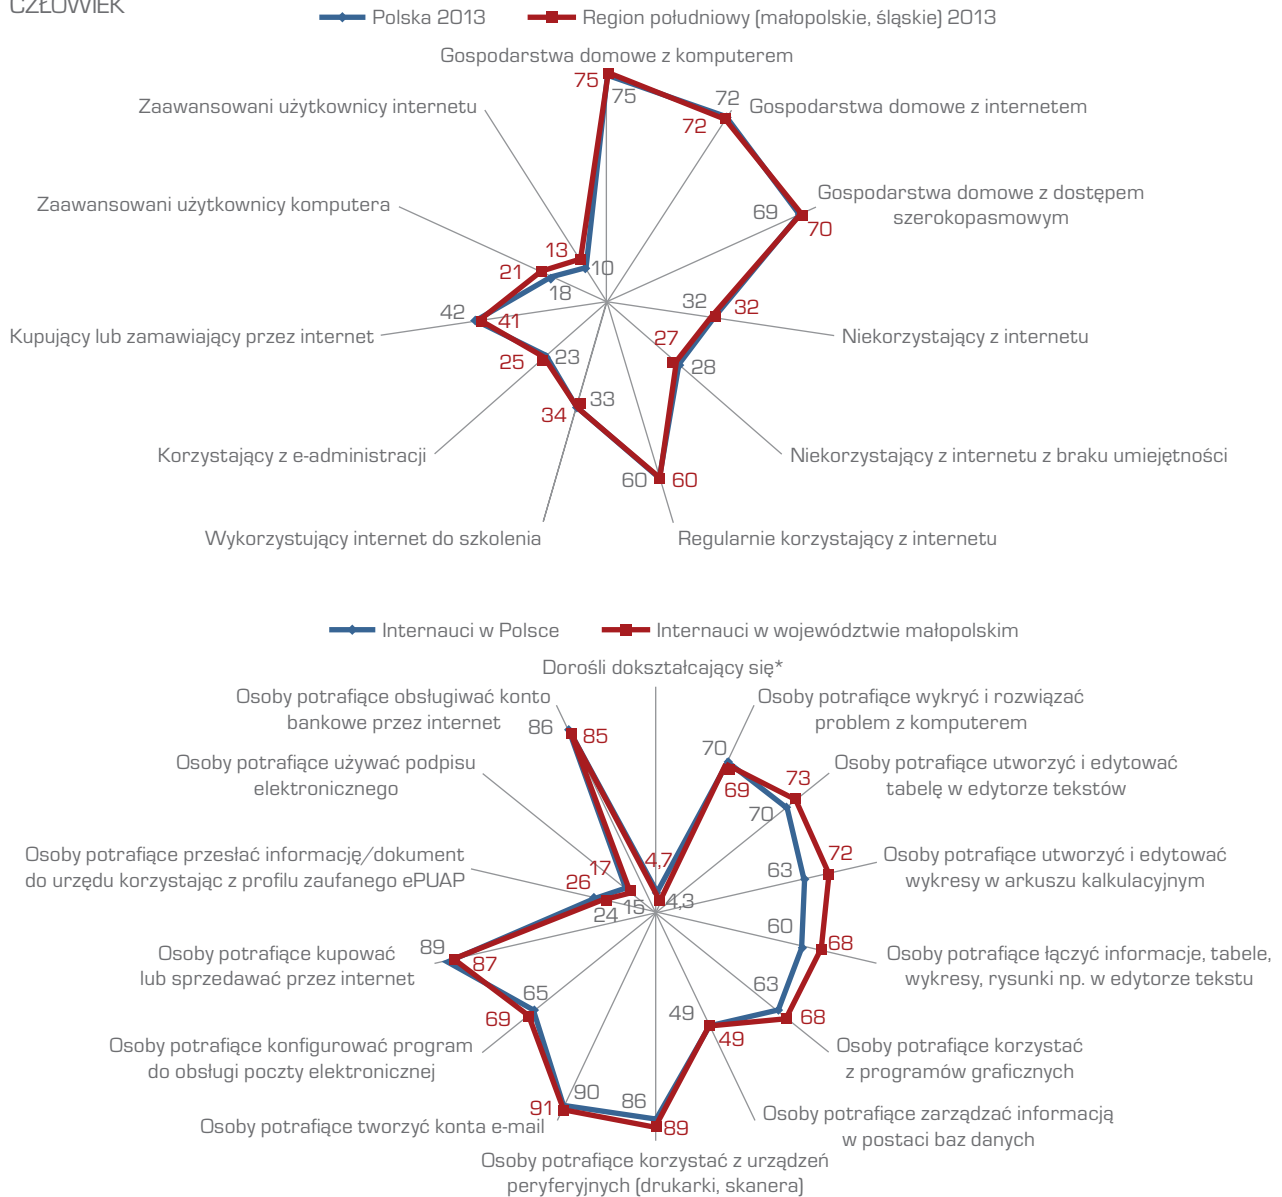 CZŁOWIEK
Polska 2013
Region południowy (małopolskie, śląskie) 2013
Gospodarstwa domowe z komputerem
75
75
72
72
Zaawansowani użytkownicy internetu
Gospodarstwa domowe z internetem
Zaawansowani użytkownicy komputera
Gospodarstwa domowe z dostępem
szerokopasmowym
69
70
13
10
21
18
42
41
32
32
Kupujący lub zamawiający przez internet
Niekorzystający z internetu
25
23
27
28
33
34
Korzystający z e-administracji
Niekorzystający z internetu z braku umiejętności
60
60
Wykorzystujący internet do szkolenia
Regularnie korzystający z internetu
Internauci w Polsce
Internauci w województwie małopolskim
Dorośli dokształcający się*
Osoby potrafiące obsługiwać konto
bankowe przez internet
86
85
Osoby potrafiące wykryć i rozwiązać
problem z komputerem
70
69
Osoby potrafiące używać podpisu
elektronicznego
Osoby potrafiące utworzyć i edytować
tabelę w edytorze tekstów
73
70
Osoby potrafiące przesłać informację/dokument
do urzędu korzystając z profilu zaufanego ePUAP
17
15
26
24
4,7
4,3
72
63
Osoby potrafiące utworzyć i edytować
wykresy w arkuszu kalkulacyjnym
Osoby potrafiące kupować
lub sprzedawać przez internet
89
87
60
68
Osoby potrafiące łączyć informacje, tabele,
wykresy, rysunki np. w edytorze tekstu
65
69
63
68
Osoby potrafiące konfigurować program
do obsługi poczty elektronicznej
Osoby potrafiące korzystać
z programów graficznych
49
49
90
91
86
89
Osoby potrafiące tworzyć konta e-mail
Osoby potrafiące zarządzać informacją
w postaci baz danych
Osoby potrafiące korzystać z urządzeń
peryferyjnych (drukarki, skanera)